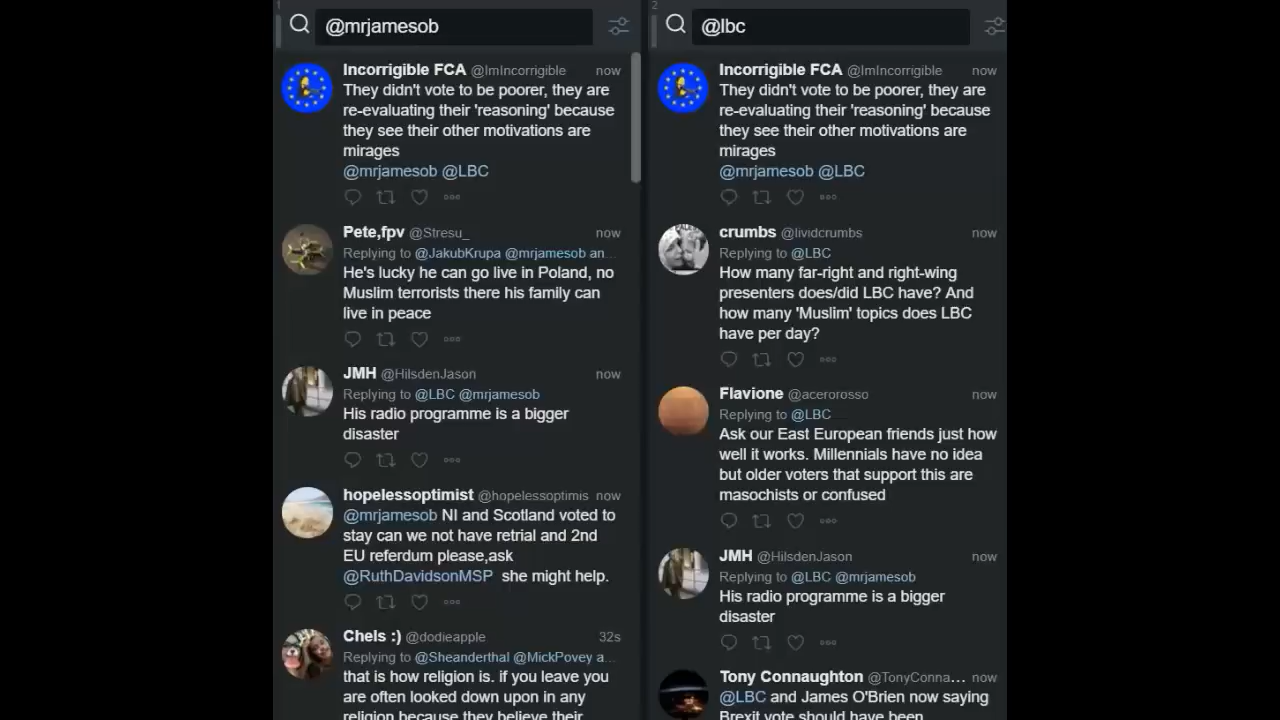 1
@mrjamesob
Incorrigible FCA @ImIncorrigible now
They didn't vote to be poorer, they are
re-evaluating their 'reasoning' because
they see their other motivations are
mirages
@mrjamesob @LBC
Pete,fpv @Stresu_ now
Replying to @JakubKrupa @mrjamesob an...
He's lucky he can go live in Poland, no
Muslim terrorists there his family can
live in peace
JMH @HilsdenJason now
Replying to @LBC @mrjamesob
His radio programme is a bigger
disaster
hopelessoptimist @hopelessoptimis now
@mrjamesob NI and Scotland voted to
stay can we not have retrial and 2nd
EU referdum please,ask
@RuthDavidsonMSP she might help.
Chels :) @dodieapple 32s
Replying to @Sheanderthal @MickPovey a...
that is how religion is. if you leave you
are often looked down upon in any
religion because they believe their
2
@lbc
Incorrigible FCA @ImIncorrigible now
They didn't vote to be poorer, they are
re-evaluating their 'reasoning' because
they see their other motivations are
mirages
@mrjamesob @LBC
crumbs @lividcrumbs now
Replying to @LBC
How many far-right and right-wing
presenters does/did LBC have? And
how many 'Muslim' topics does LBC
have per day?
Flavione @acerorosso now
Replying to @LBC
Ask our East European friends just how
well it works. Millennials have no idea
but older voters that support this are
masochists or confused
JMH @HilsdenJason now
Replying to @LBC @mrjamesob
His radio programme is a bigger
disaster
Tony Connaughton @TonyConna... now
@LBC and James O'Brien now saying
Brexit vote should have been